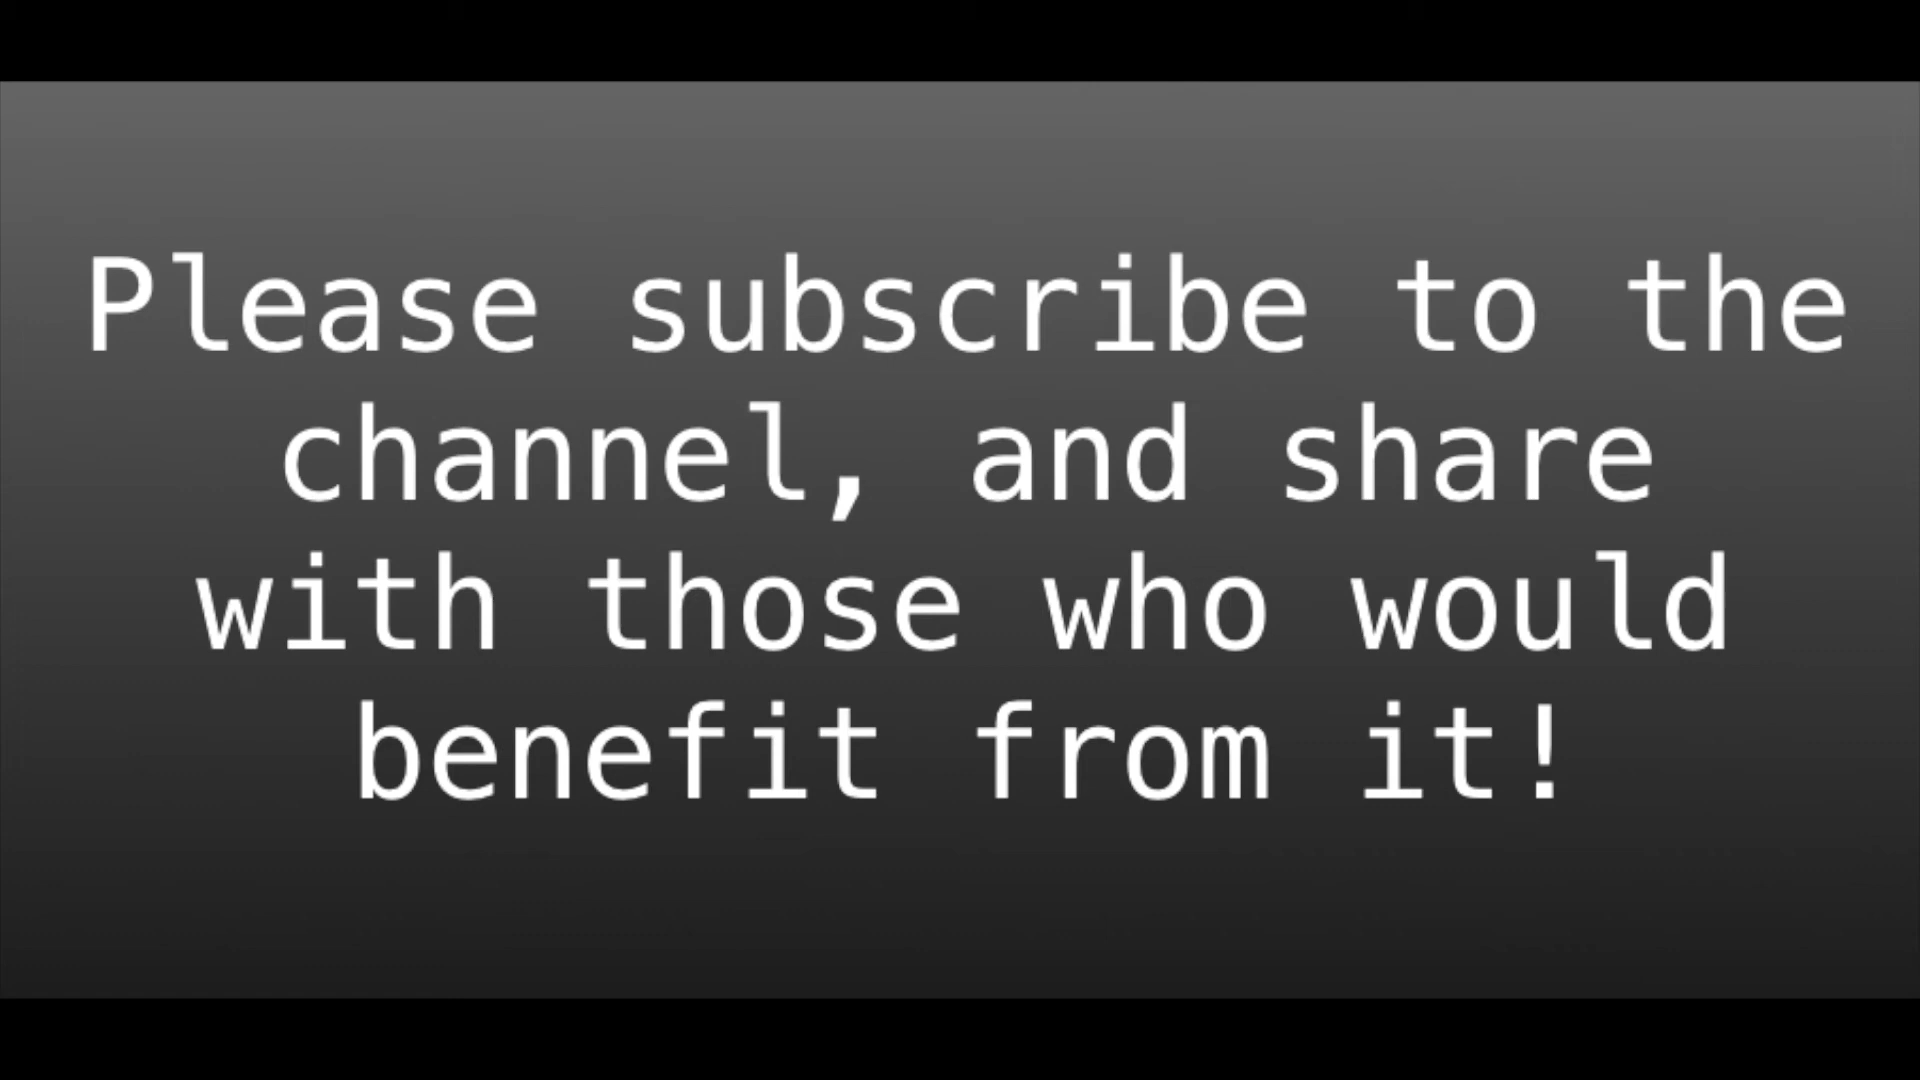 Please subscribe to the
channel, and share
with those who would
benefit from it!